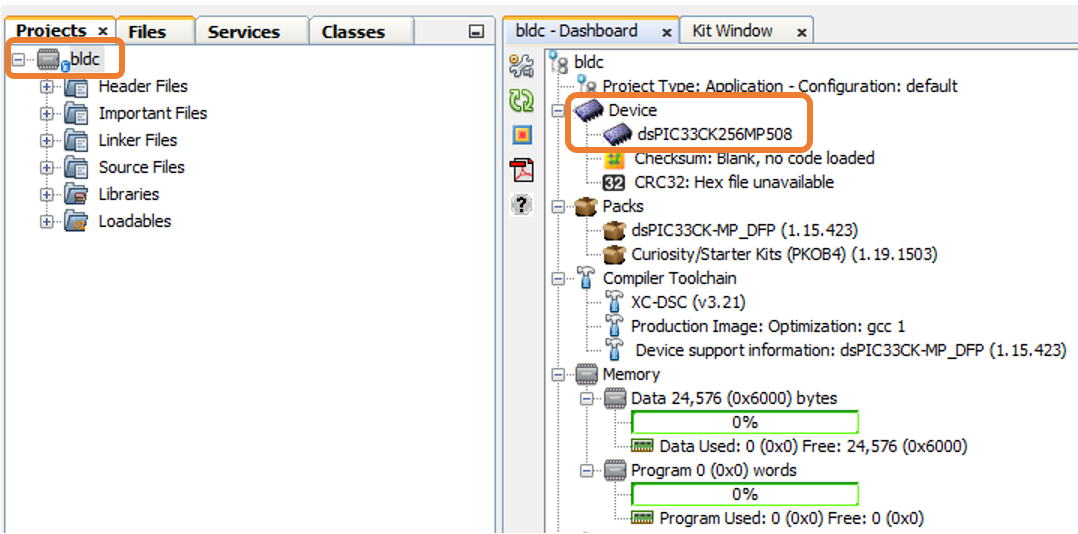 Projects × Files Services Classes
bldc
Header Files
Important Files
Linker Files
Source Files
Libraries
Loadables
bldc - Dashboard × Kit Window ×
bldc
Project Type: Application - Configuration: default
Device
dsPIC33CK256MP508
Checksum: Blank, no code loaded
32 CRC32: Hex file unavailable
Packs
dsPIC33CK-MP_DFP (1.15.423)
Curiosity/Starter Kits (PKOB4) (1.19.1503)
Compiler Toolchain
XC-DSC (v3.21)
Production Image: Optimization: gcc 1
Device support information: dsPIC33CK-MP_DFP (1.15.423)
Memory
Data 24,576 (0x6000) bytes
0%
Data Used: 0 (0x0) Free: 24,576 (0x6000)
Program 0 (0x0) words
0%
Program Used: 0 (0x0) Free: 0 (0x0)